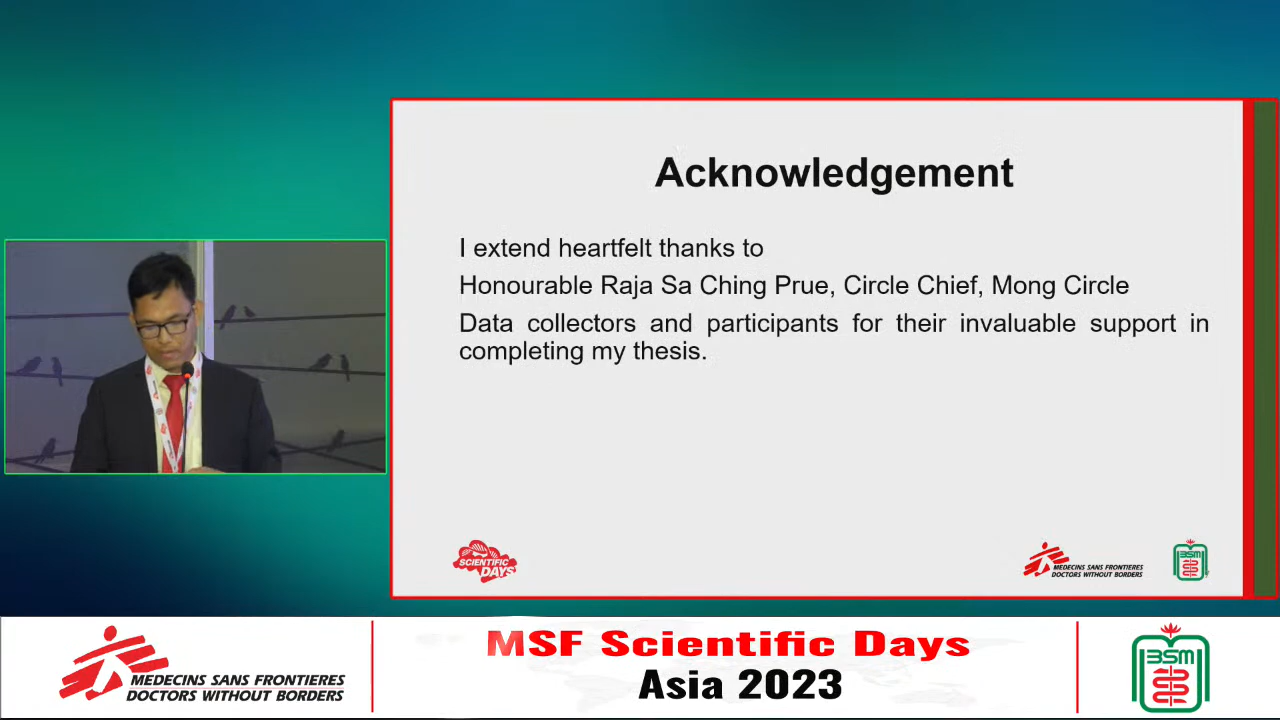 Acknowledgement
I extend heartfelt thanks to
Honourable Raja Sa Ching Prue, Circle Chief, Mong Circle
Data collectors and participants for their invaluable support in
completing my thesis.
SCIENTIFIC
DAYS
MEDECINS SANS FRONTIERES
DOCTORS WITHOUT BORDERS
BSM
MEDECINS SANS FRONTIERES
DOCTORS WITHOUT BORDERS
MSF Scientific Days
Asia 2023
BSM